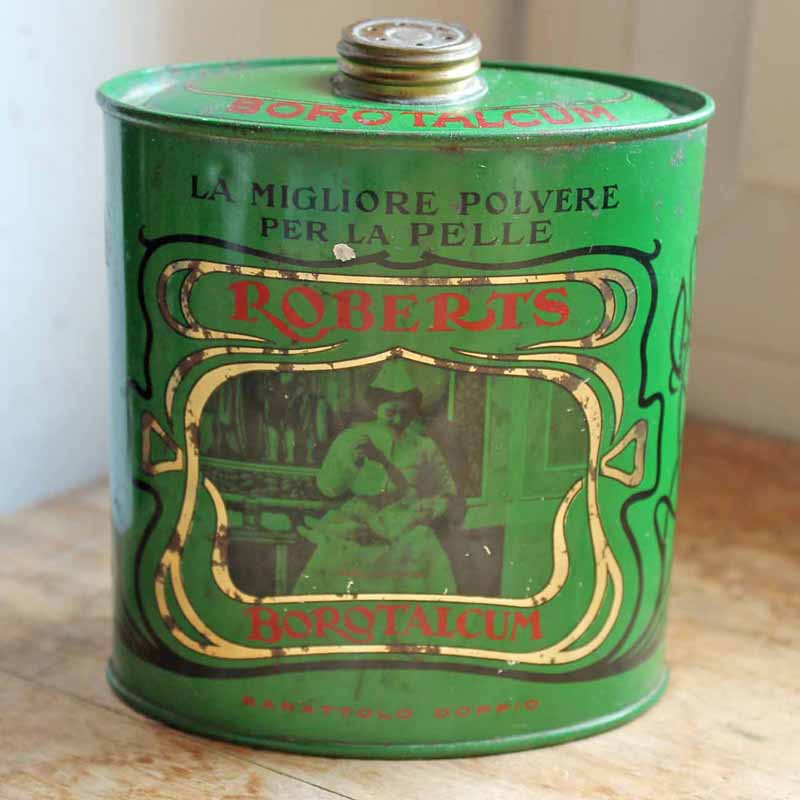 BOROTALCUM
LA MIGLIORE POLVERE
PER LA PELLE
ROBERTS
BOROTALCUM
BARATTOLO DOPPIO